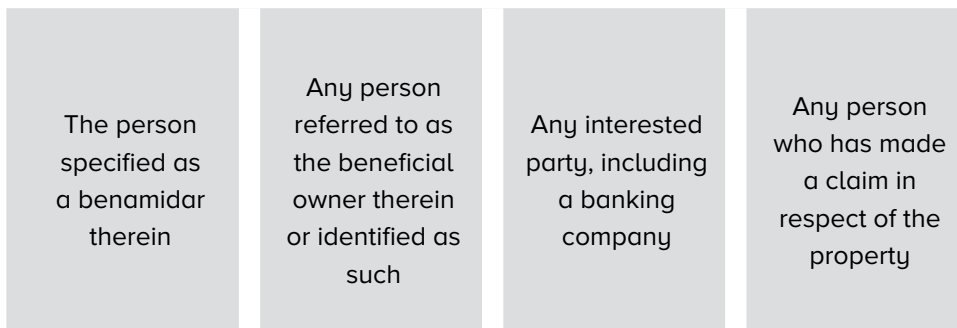 The person
specified as
a benamidar
therein
Any person
referred to as
the beneficial
owner therein
or identified as
such
Any interested
party, including
a banking
company
Any person
who has made
a claim in
respect of the
property